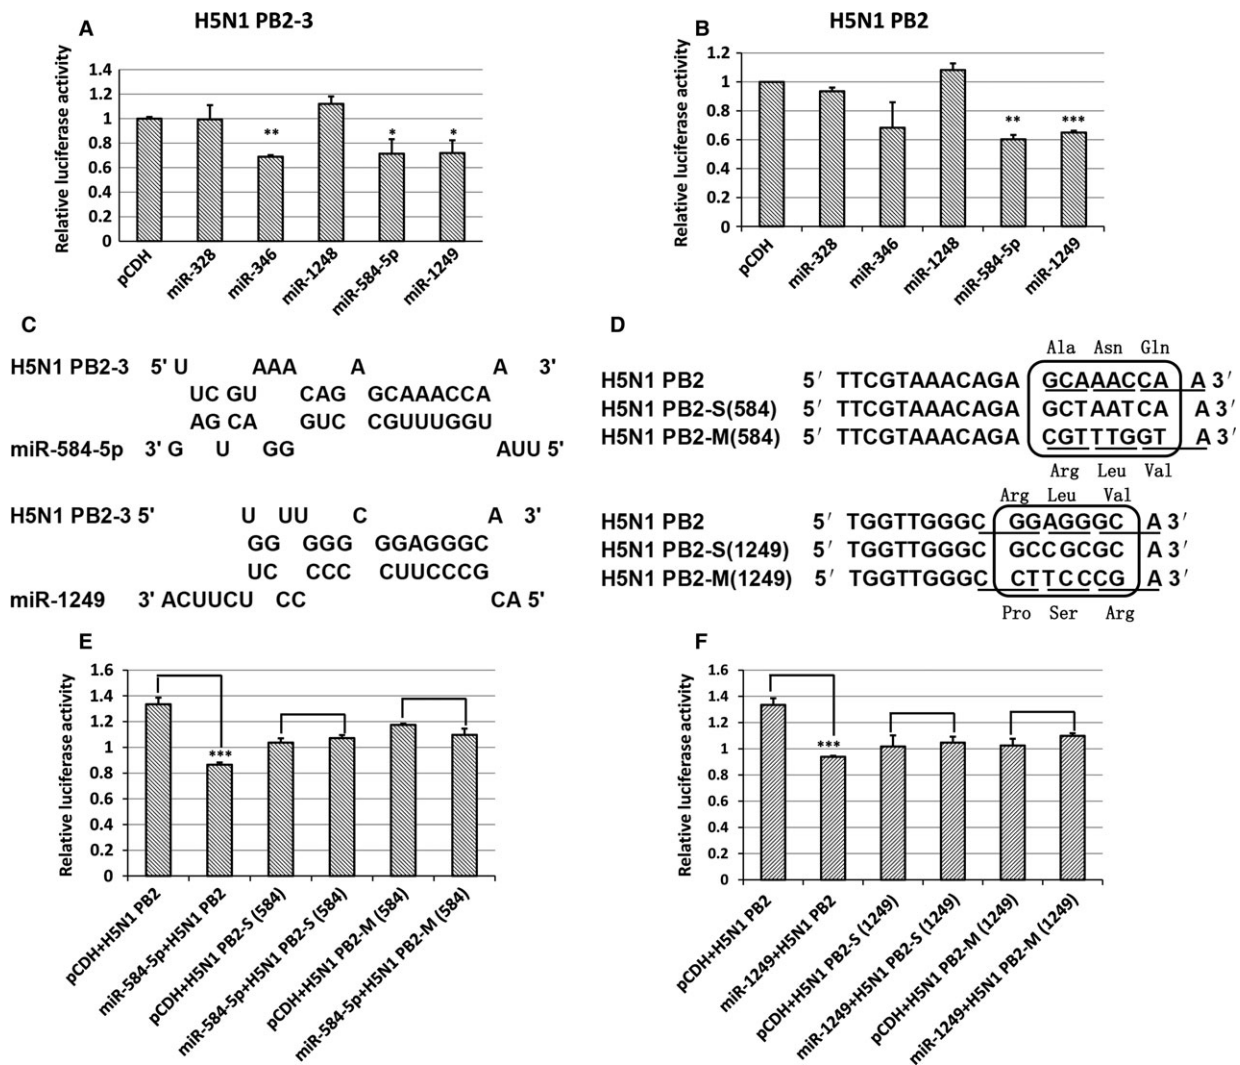 A
H5N1 PB2-3
Relative luciferase activity
1.4
1.2
1
0.8
0.6
0.4
0.2
0
**
*
*
pCDH
miR-328
miR-346
miR-1248
miR-584-5p
miR-1249
B
H5N1 PB2
Relative luciferase activity
1.2
1
0.8
0.6
0.4
0.2
0
**
***
pCDH
miR-328
miR-346
miR-1248
miR-584-5p
miR-1249
C
H5N1 PB2-3 5' U AAA A A 3'
UC GU CAG GCAAACCA
AG CA GUC CGUUUGGU
miR-584-5p 3' G U GG AUU 5'
H5N1 PB2-3 5' U UU C A 3'
GG GGG GGAGGGC
UC CCC CUUCCCG
miR-1249 3' ACUUCU CC CA 5'
D
Ala Asn Gln
H5N1 PB2 5′ TTCGTAAACAGA GCAAACCA A 3′
H5N1 PB2-S(584) 5′ TTCGTAAACAGA GCTAATCA A 3′
H5N1 PB2-M(584) 5′ TTCGTAAACAGA CGTTTGGT A 3′
Arg Leu Val
Arg Leu Val
H5N1 PB2 5′ TGGTTGGGC GGAGGGC A 3′
H5N1 PB2-S(1249) 5′ TGGTTGGGC GCCGCGC A 3′
H5N1 PB2-M(1249) 5′ TGGTTGGGC CTTCCCG A 3′
Pro Ser Arg
E
Relative luciferase activity
1.6
1.4
1.2
1
0.8
0.6
0.4
0.2
0
***
pCDH+H5N1 PB2
miR-584-5p+H5N1 PB2
pCDH+H5N1 PB2-S (584)
miR-584-5p+H5N1 PB2-S (584)
pCDH+H5N1 PB2-M (584)
miR-584-5p+H5N1 PB2-M (584)
F
Relative luciferase activity
1.6
1.4
1.2
1
0.8
0.6
0.4
0.2
0
***
pCDH+H5N1 PB2
miR-1249+H5N1 PB2
pCDH+H5N1 PB2-S (1249)
miR-1249+H5N1 PB2-S (1249)
pCDH+H5N1 PB2-M (1249)
miR-1249+H5N1 PB2-M (1249)